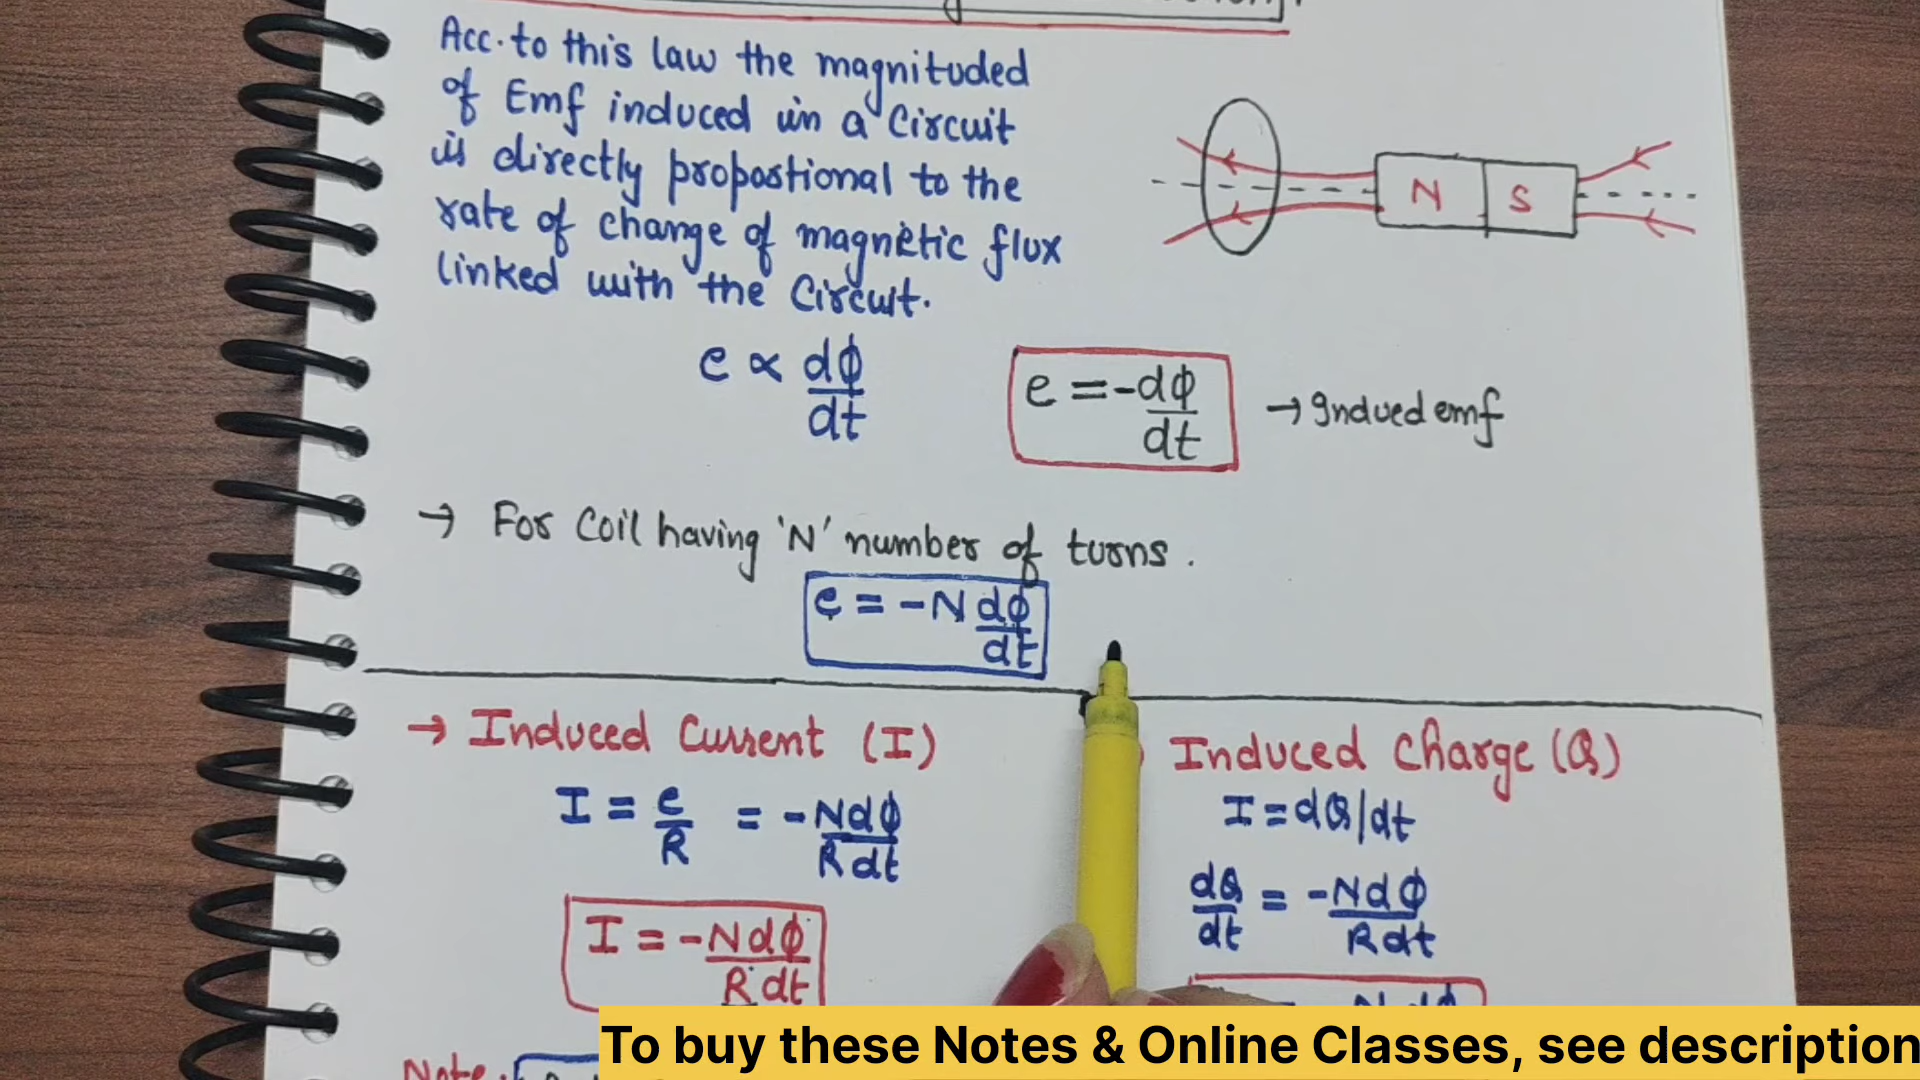 Acc. to this law the magnituded
of Emf induced in a Circuit
is directly propostional to the
rate of change of magnetic flux
linked with the Circuit.
N S
e ∝ dϕ/dt
e = -dϕ/dt → Indued emf
→ For Coil having 'N' number of turns.
e = -N dϕ/dt
→ Induced Current (I)
I = e/R = -Ndϕ/Rdt
I = -Ndϕ/Rdt
Induced Charge (Q)
I = dQ/dt
dQ/dt = -Ndϕ/Rdt
Note
To buy these Notes & Online Classes, see description